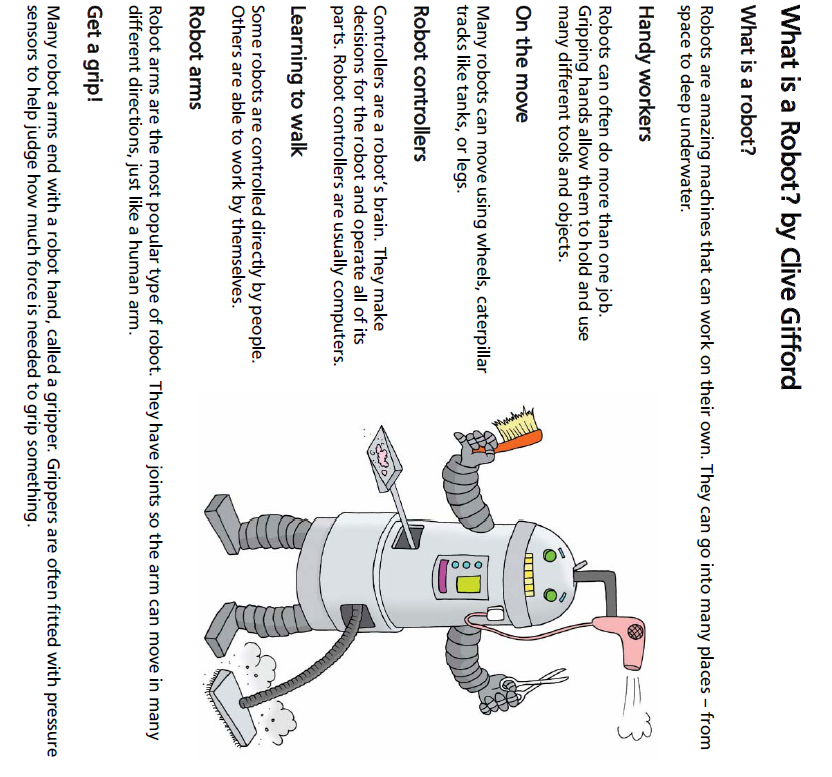 What is a Robot? by Clive Gifford
What is a robot?
Robots are amazing machines that can work on their own. They can go into many places – from
space to deep underwater.
Handy workers
Robots can often do more than one job.
Gripping hands allow them to hold and use
many different tools and objects.
On the move
Many robots can move using wheels, caterpillar
tracks like tanks, or legs.
Robot controllers
Controllers are a robot's brain. They make
decisions for the robot and operate all of its
parts. Robot controllers are usually computers.
Learning to walk
Some robots are controlled directly by people.
Others are able to work by themselves.
Robot arms
Robot arms are the most popular type of robot. They have joints so the arm can move in many
different directions, just like a human arm.
Get a grip!
Many robot arms end with a robot hand, called a gripper. Grippers are often fitted with pressure
sensors to help judge how much force is needed to grip something.